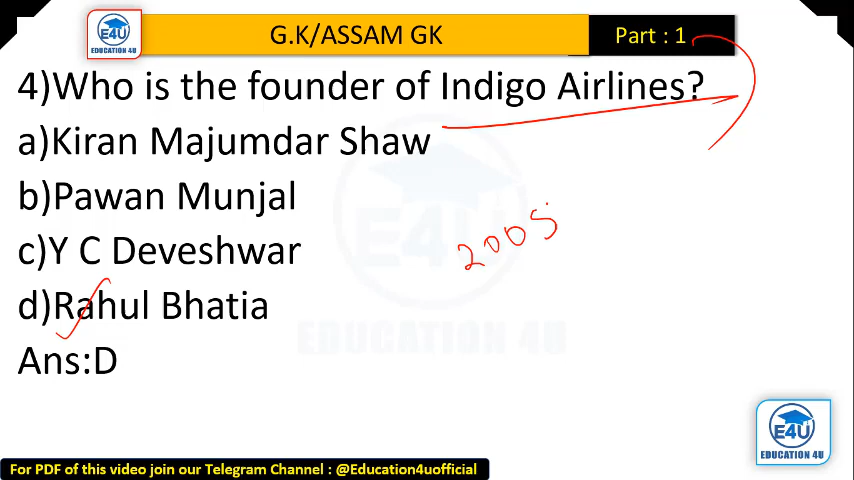 E4U
EDUCATION 4U
G.K/ASSAM GK
Part : 1
4)Who is the founder of Indigo Airlines?
a)Kiran Majumdar Shaw
b)Pawan Munjal
c)Y C Deveshwar
d)Rahul Bhatia
Ans:D
2005
E4U
EDUCATION 4U
E4U
EDUCATION 4U
For PDF of this video join our Telegram Channel : @Education4uofficial